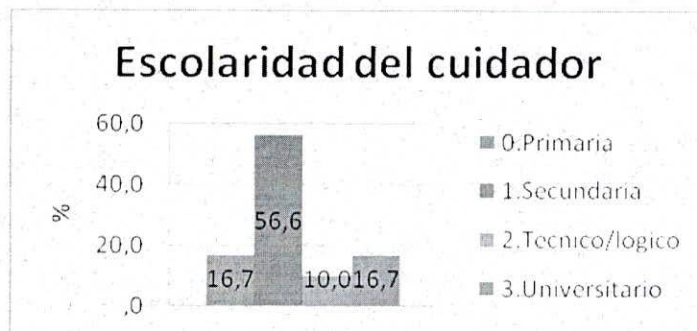 Escolaridad del cuidador
60,0
40,0
20,0
,0
%
16,7
56,6
10,0
16,7
0.Primaria
1.Secundaria
2.Tecnico/logico
3.Universitario